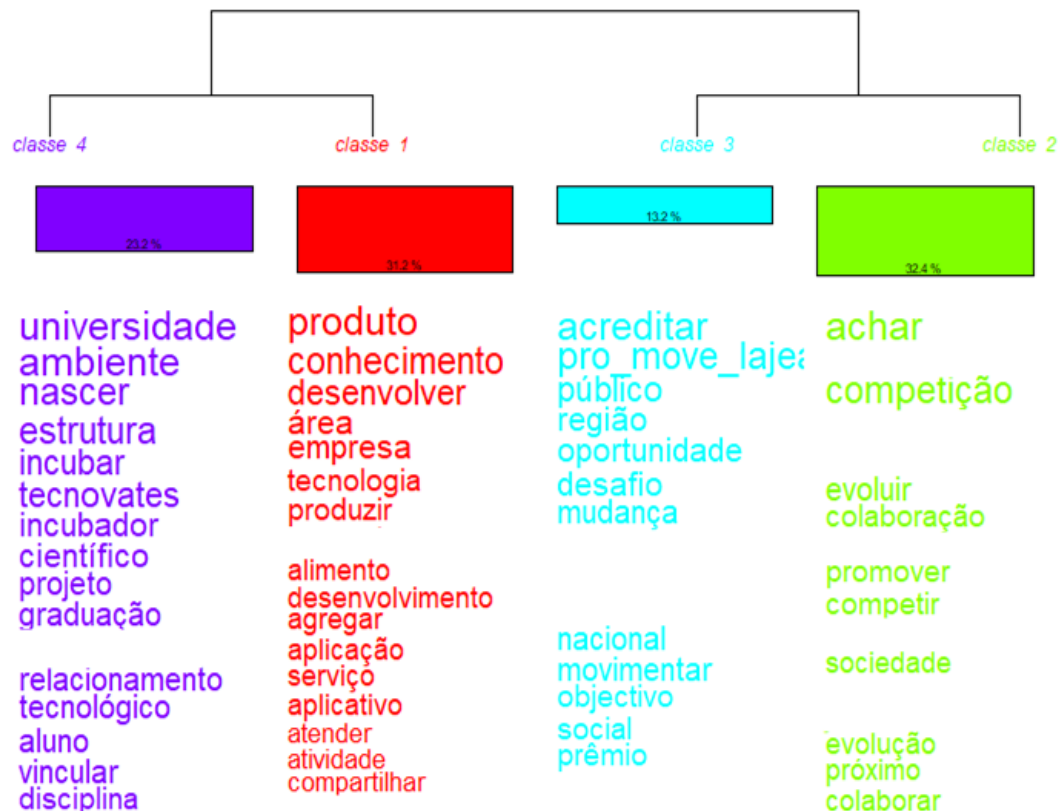 classe 4
classe 1
classe 3
classe 2
23.2 %
31.2 %
13.2 %
32.4 %
universidade
ambiente
nascer
estrutura
incubar
tecnovates
incubador
científico
projeto
graduação
relacionamento
tecnológico
aluno
vincular
disciplina
produto
conhecimento
desenvolver
área
empresa
tecnologia
produzir
alimento
desenvolvimento
agregar
aplicação
serviço
aplicativo
atender
atividade
compartilhar
acreditar
pro_move_lajea
público
região
oportunidade
desafio
mudança
nacional
movimentar
objectivo
social
prêmio
achar
competição
evoluir
colaboração
promover
competir
sociedade
evolução
próximo
colaborar